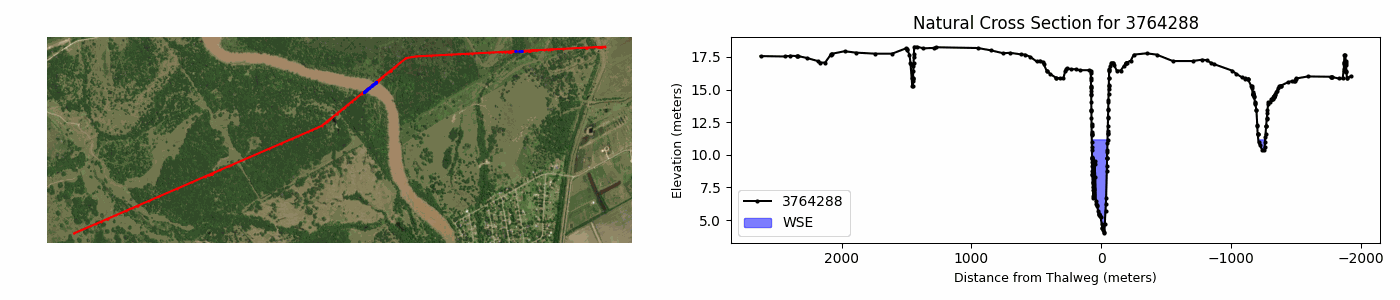 Natural Cross Section for 3764288
Elevation (meters)
17.5
15.0
12.5
10.0
7.5
5.0
3764288
WSE
2000 1000 0 −1000 −2000
Distance from Thalweg (meters)